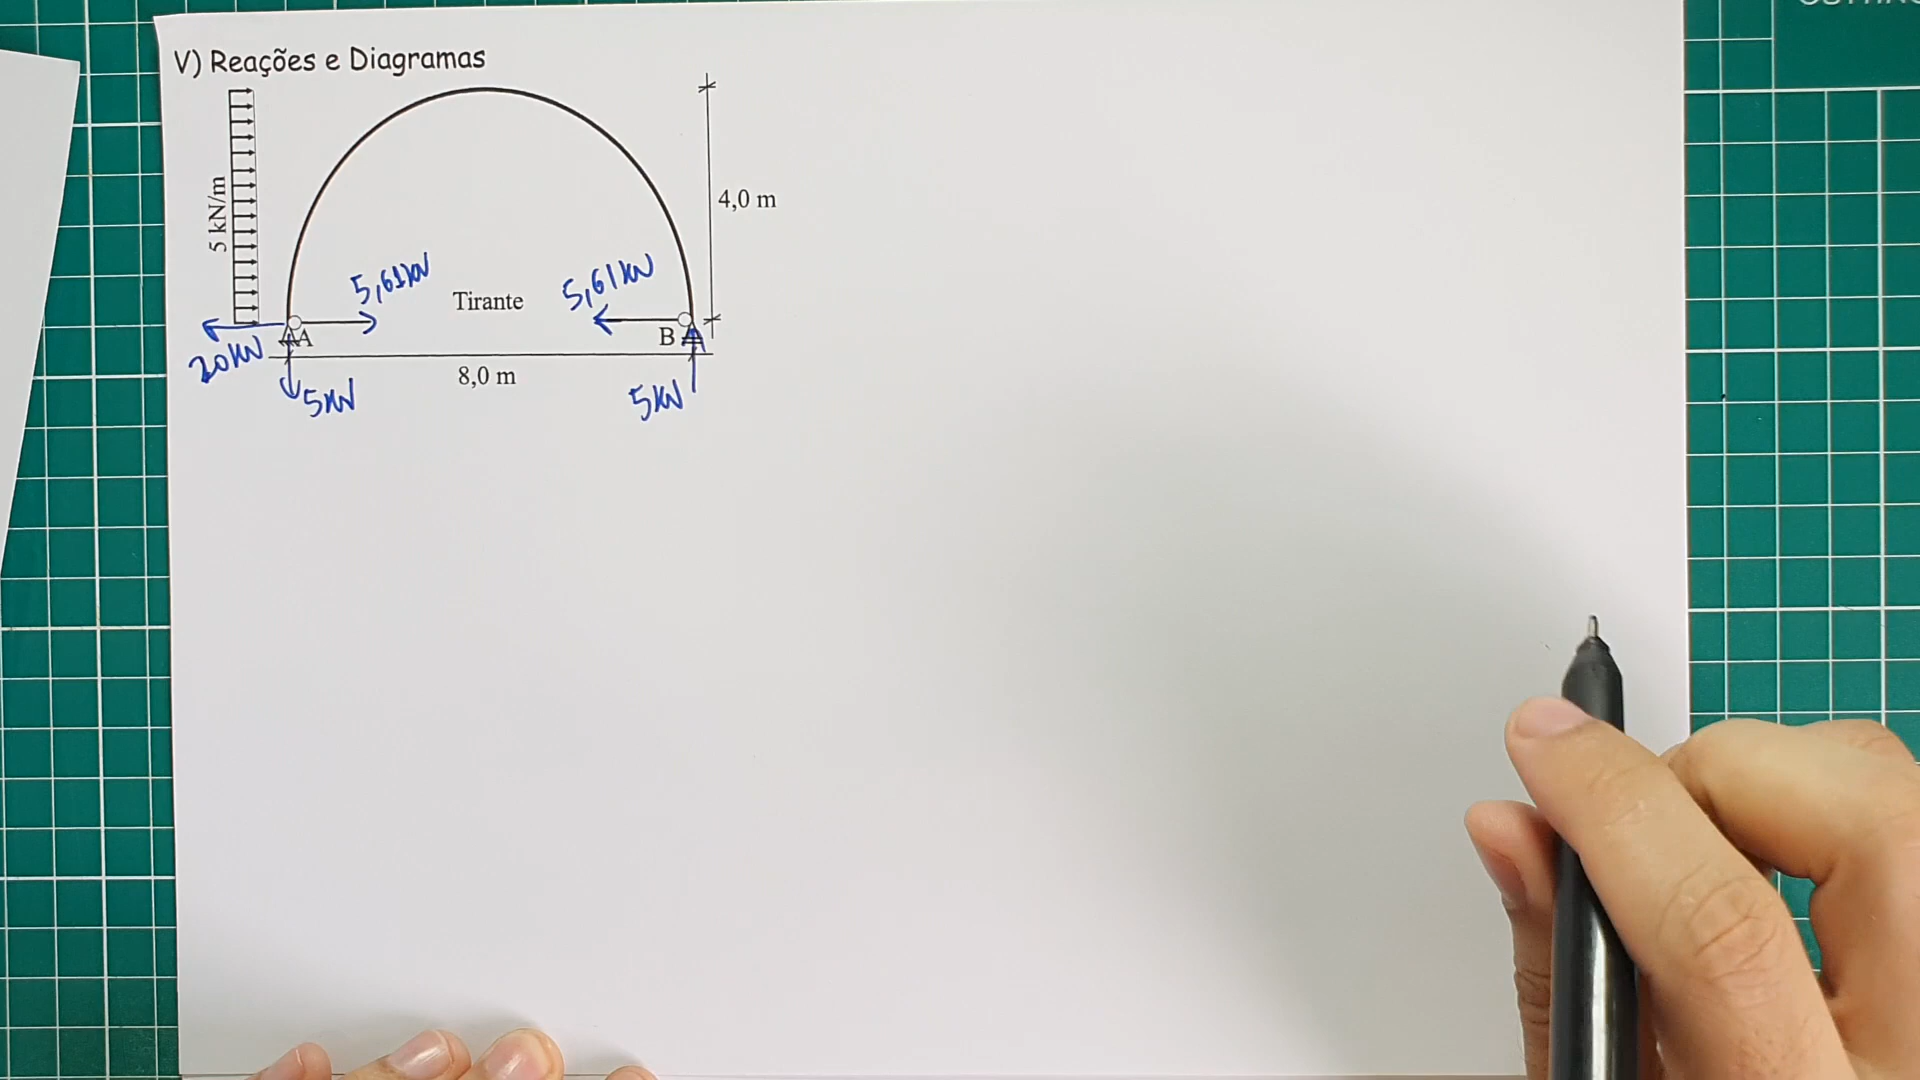 V) Reações e Diagramas
5 kN/m
4,0 m
5,61kN
5,61kN
Tirante
A
B
20kN
8,0 m
5kN
5kN